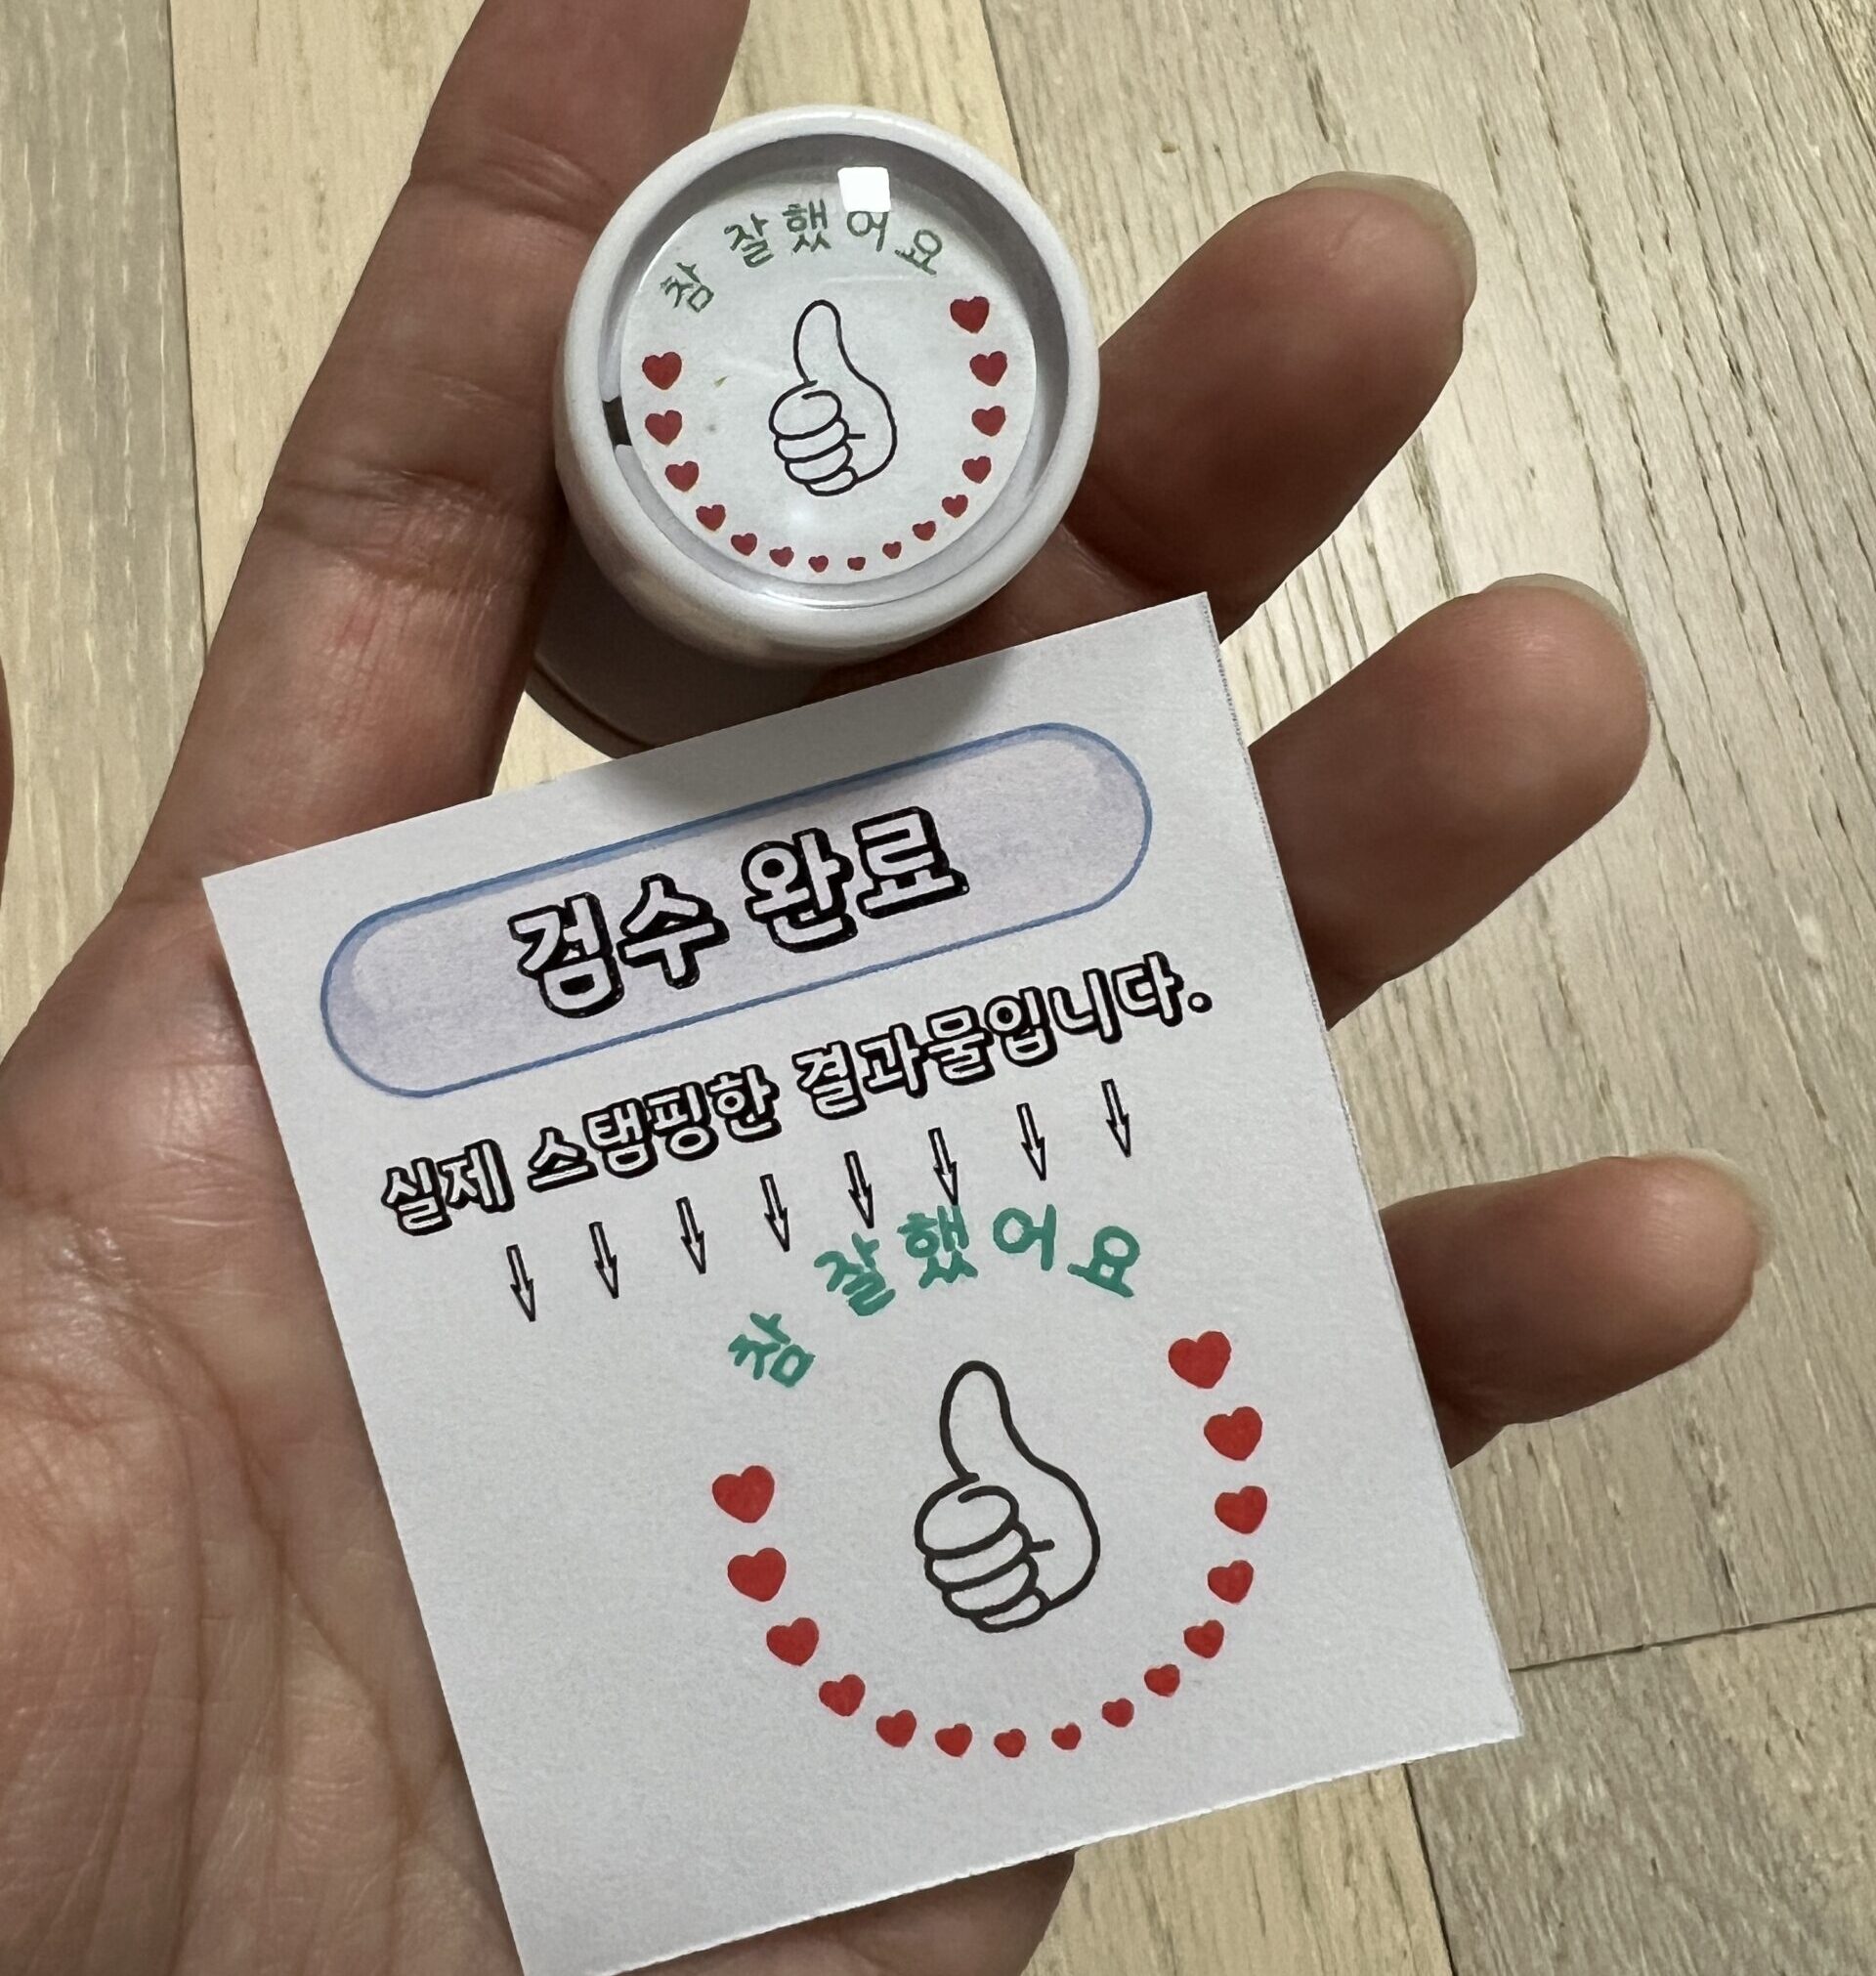 참 잘했어요
검수 완료
실제 스탬핑한 결과물입니다.
참 잘했어요